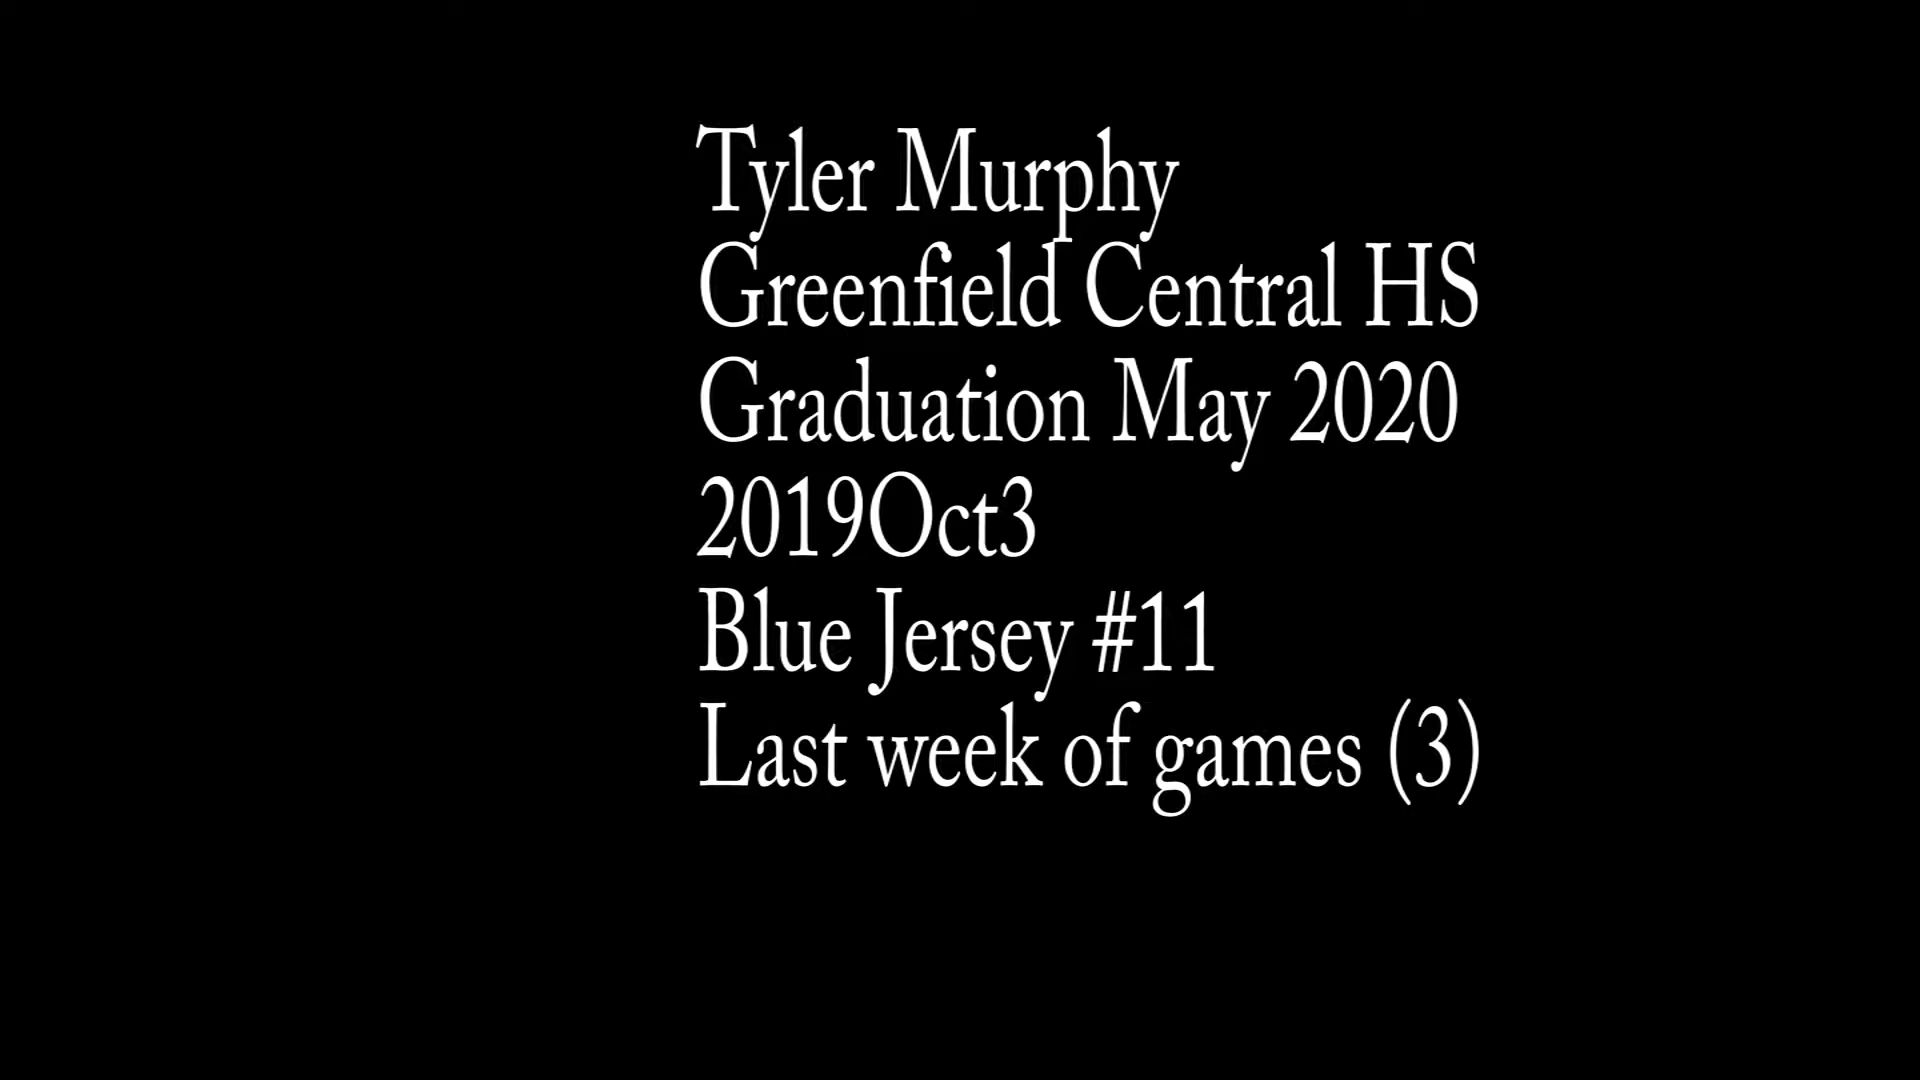 Tyler Murphy
Greenfield Central HS
Graduation May 2020
2019Oct3
Blue Jersey #11
Last week of games (3)